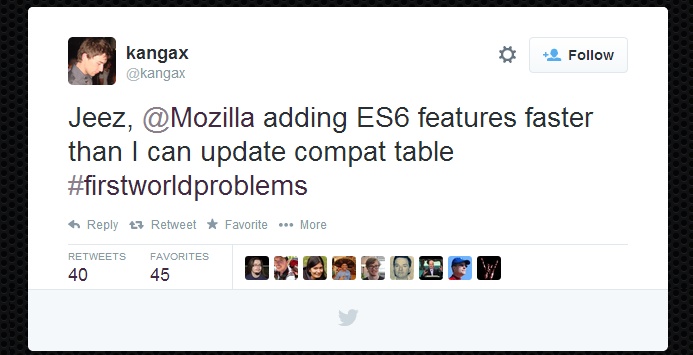 kangax
@kangax
Follow
Jeez, @Mozilla adding ES6 features faster
than I can update compat table
#firstworldproblems
Reply Retweet Favorite More
RETWEETS FAVORITES
40 45